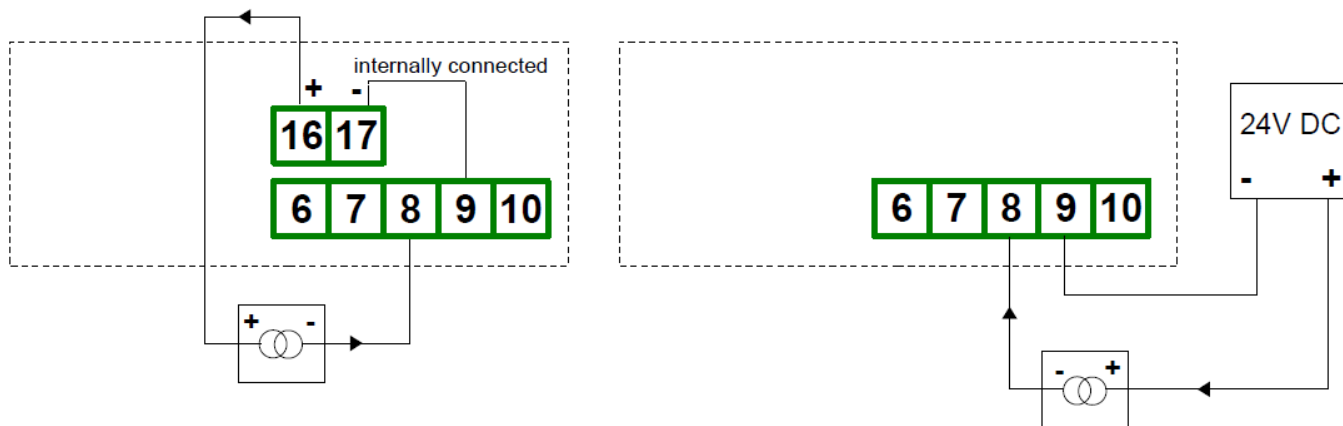 internally connected
+ -
16 17
6 7 8 9 10
+ -
24V DC
- +
6 7 8 9 10
- +